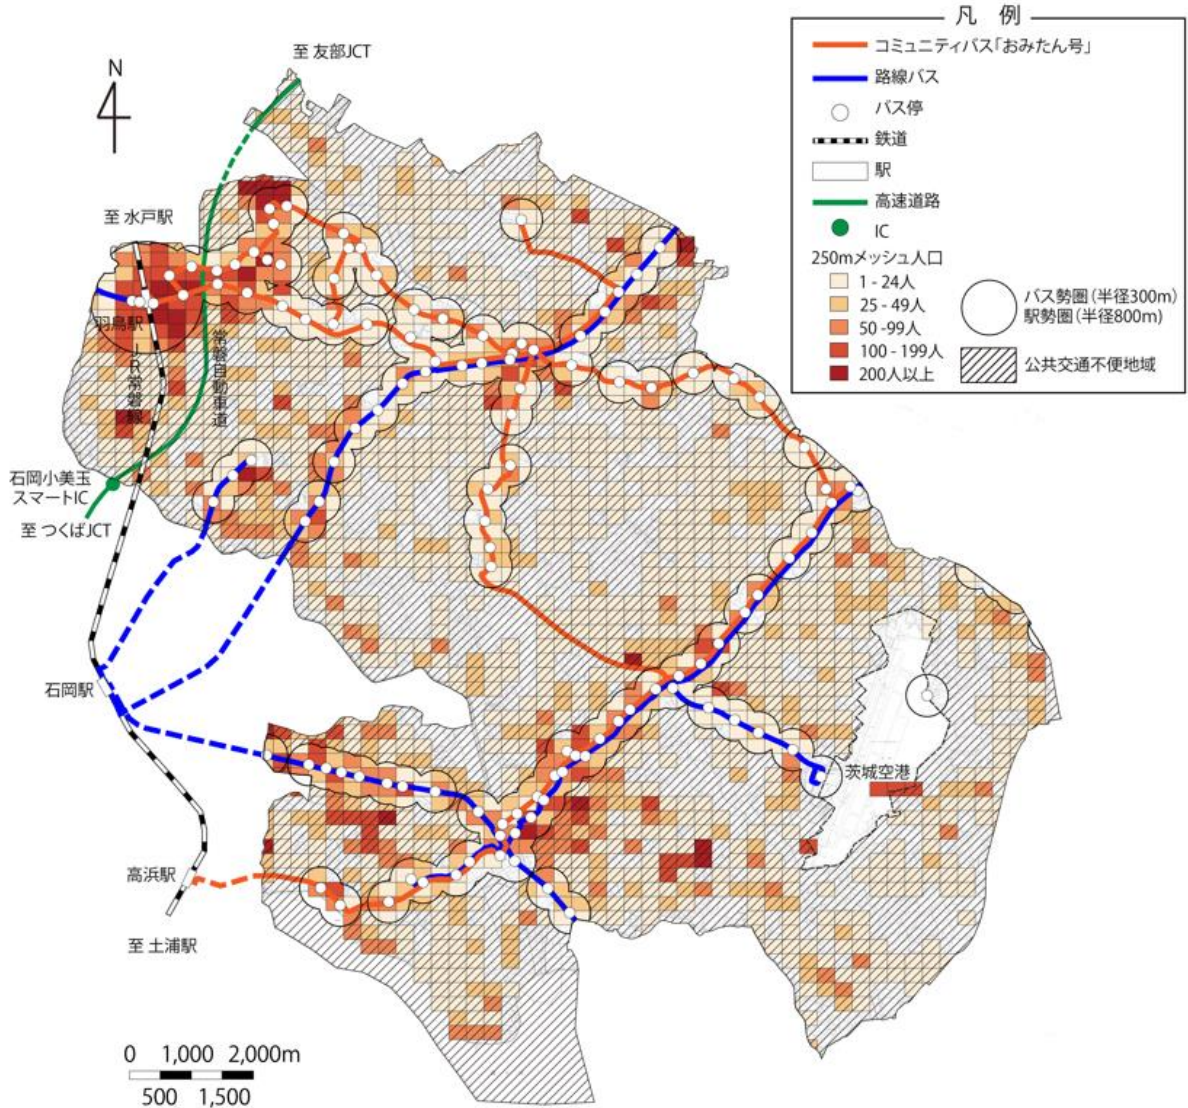 凡 例
コミュニティバス「おみたん号」
路線バス
バス停
鉄道
駅
高速道路
IC
250mメッシュ人口
1 - 24人
25 - 49人
50 -99人
100 - 199人
200人以上
バス勢圏（半径300m）
駅勢圏（半径800m）
公共交通不便地域
至 友部JCT
N
至 水戸駅
羽鳥駅
JR常磐線
常磐自動車道
石岡小美玉
スマートIC
至 つくばJCT
石岡駅
茨城空港
高浜駅
至 土浦駅
0 1,000 2,000m
500 1,500